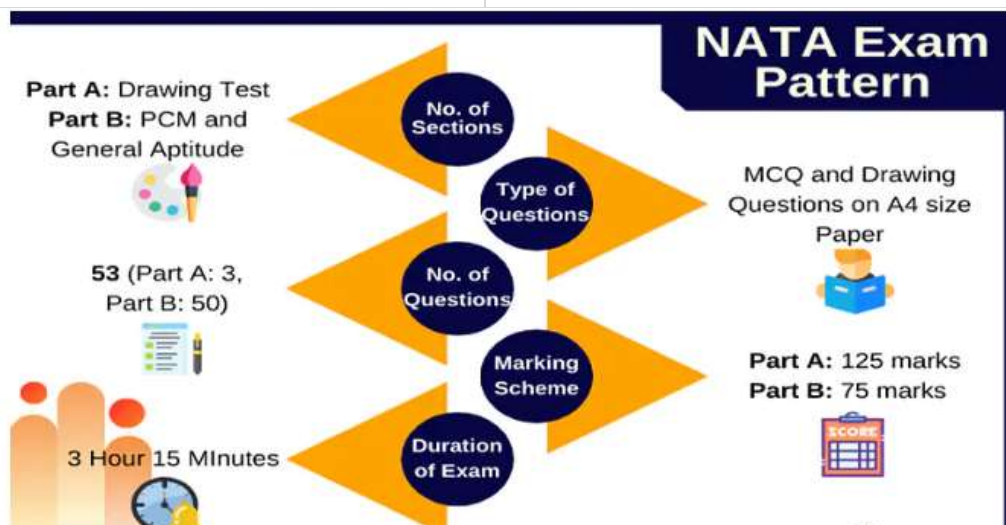 NATA Exam
Pattern
Part A: Drawing Test
Part B: PCM and
General Aptitude
No. of
Sections
Type of
Questions
MCQ and Drawing
Questions on A4 size
Paper
53 (Part A: 3,
Part B: 50)
No. of
Questions
Marking
Scheme
Part A: 125 marks
Part B: 75 marks
SCORE
3 Hour 15 MInutes
Duration
of Exam